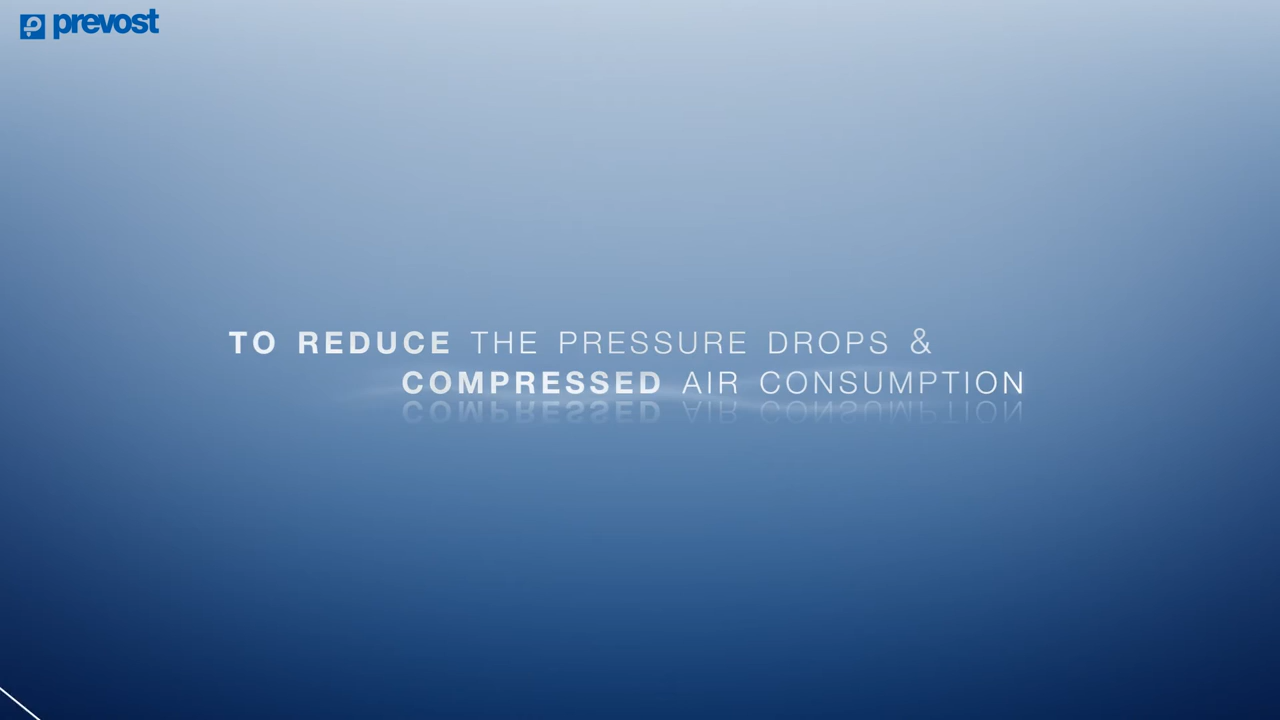 prevost
TO REDUCE THE PRESSURE DROPS &
COMPRESSED AIR CONSUMPTION